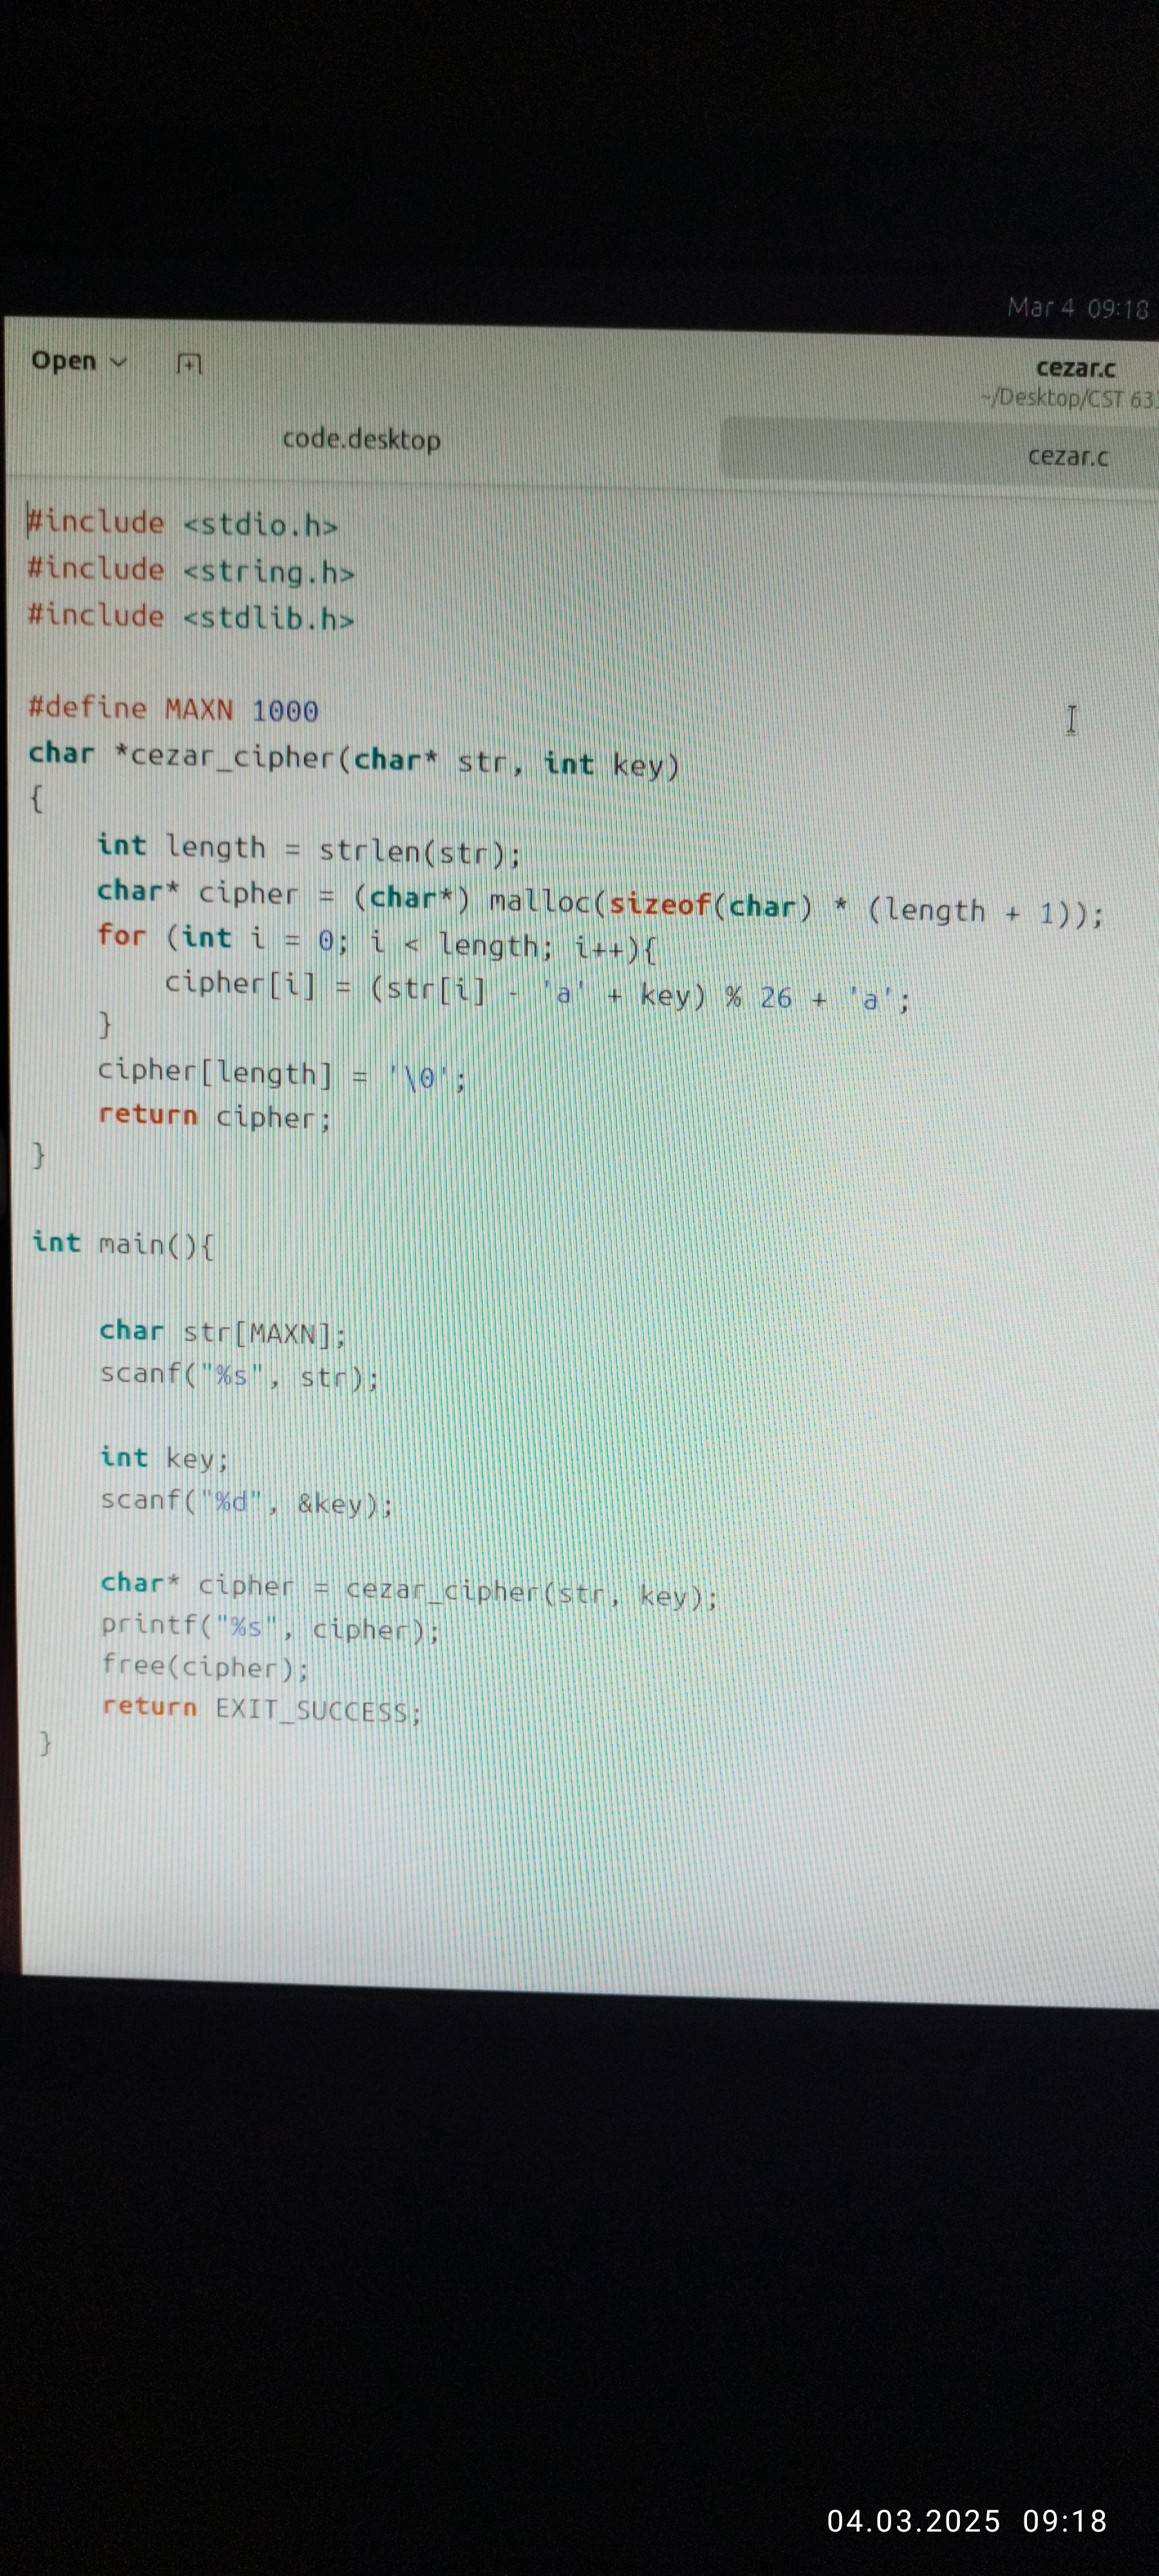 Mar 4 09:18
Open
cezar.c
~/Desktop/CST 63
code.desktop
cezar.c
#include <stdio.h>
#include <string.h>
#include <stdlib.h>
#define MAXN 1000
char *cezar_cipher(char* str, int key)
{
    int length = strlen(str);
    char* cipher = (char*) malloc(sizeof(char) * (length + 1));
    for (int i = 0; i < length; i++){
        cipher[i] = (str[i] - 'a' + key) % 26 + 'a';
    }
    cipher[length] = '\0';
    return cipher;
}
int main(){
    char str[MAXN];
    scanf("%s", str);
    int key;
    scanf("%d", &key);
    char* cipher = cezar_cipher(str, key);
    printf("%s", cipher);
    free(cipher);
    return EXIT_SUCCESS;
}
04.03.2025 09:18